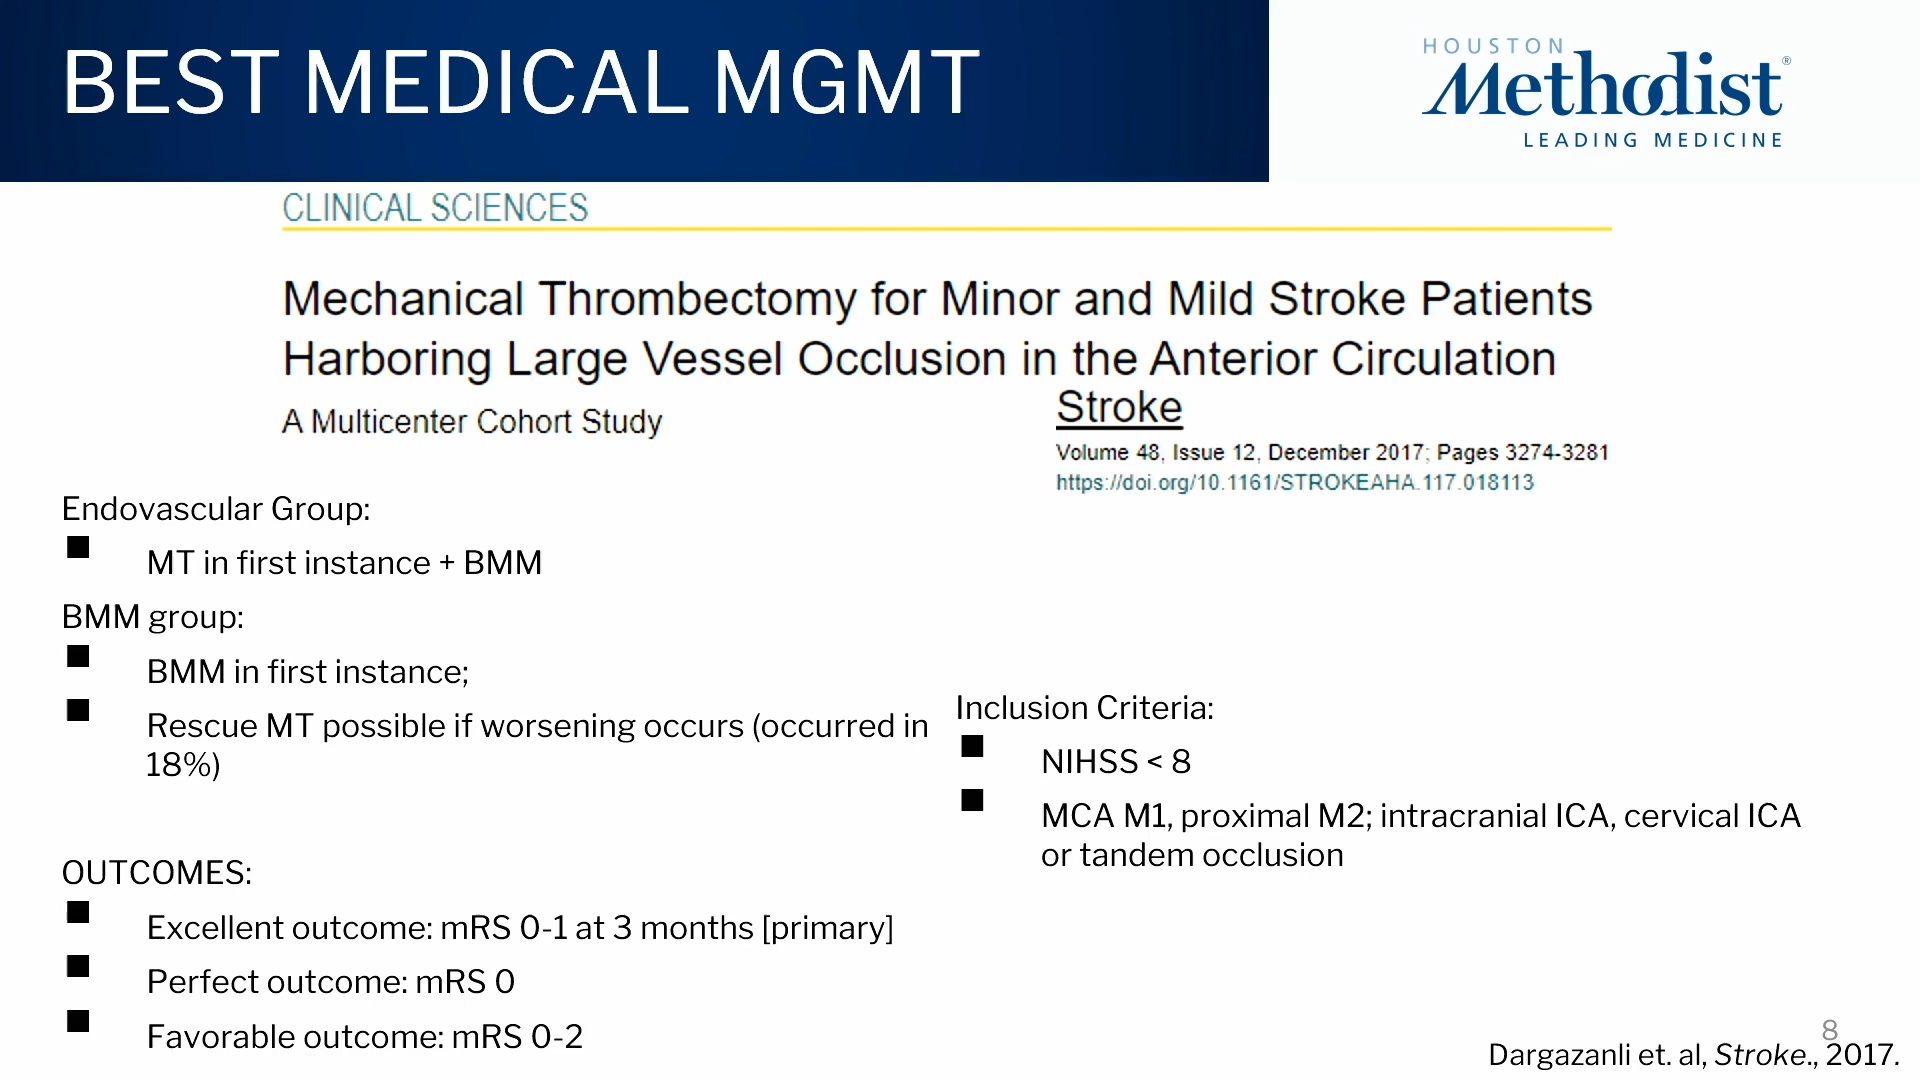 BEST MEDICAL MGMT
HOUSTON
Methodist®
LEADING MEDICINE
CLINICAL SCIENCES
Mechanical Thrombectomy for Minor and Mild Stroke Patients
Harboring Large Vessel Occlusion in the Anterior Circulation
A Multicenter Cohort Study
Stroke
Volume 48, Issue 12, December 2017; Pages 3274-3281
https://doi.org/10.1161/STROKEAHA.117.018113
Endovascular Group:
MT in first instance + BMM
BMM group:
BMM in first instance;
Rescue MT possible if worsening occurs (occurred in
18%)
OUTCOMES:
Excellent outcome: mRS 0-1 at 3 months [primary]
Perfect outcome: mRS 0
Favorable outcome: mRS 0-2
Inclusion Criteria:
NIHSS < 8
MCA M1, proximal M2; intracranial ICA, cervical ICA
or tandem occlusion
8
Dargazanli et. al, Stroke., 2017.